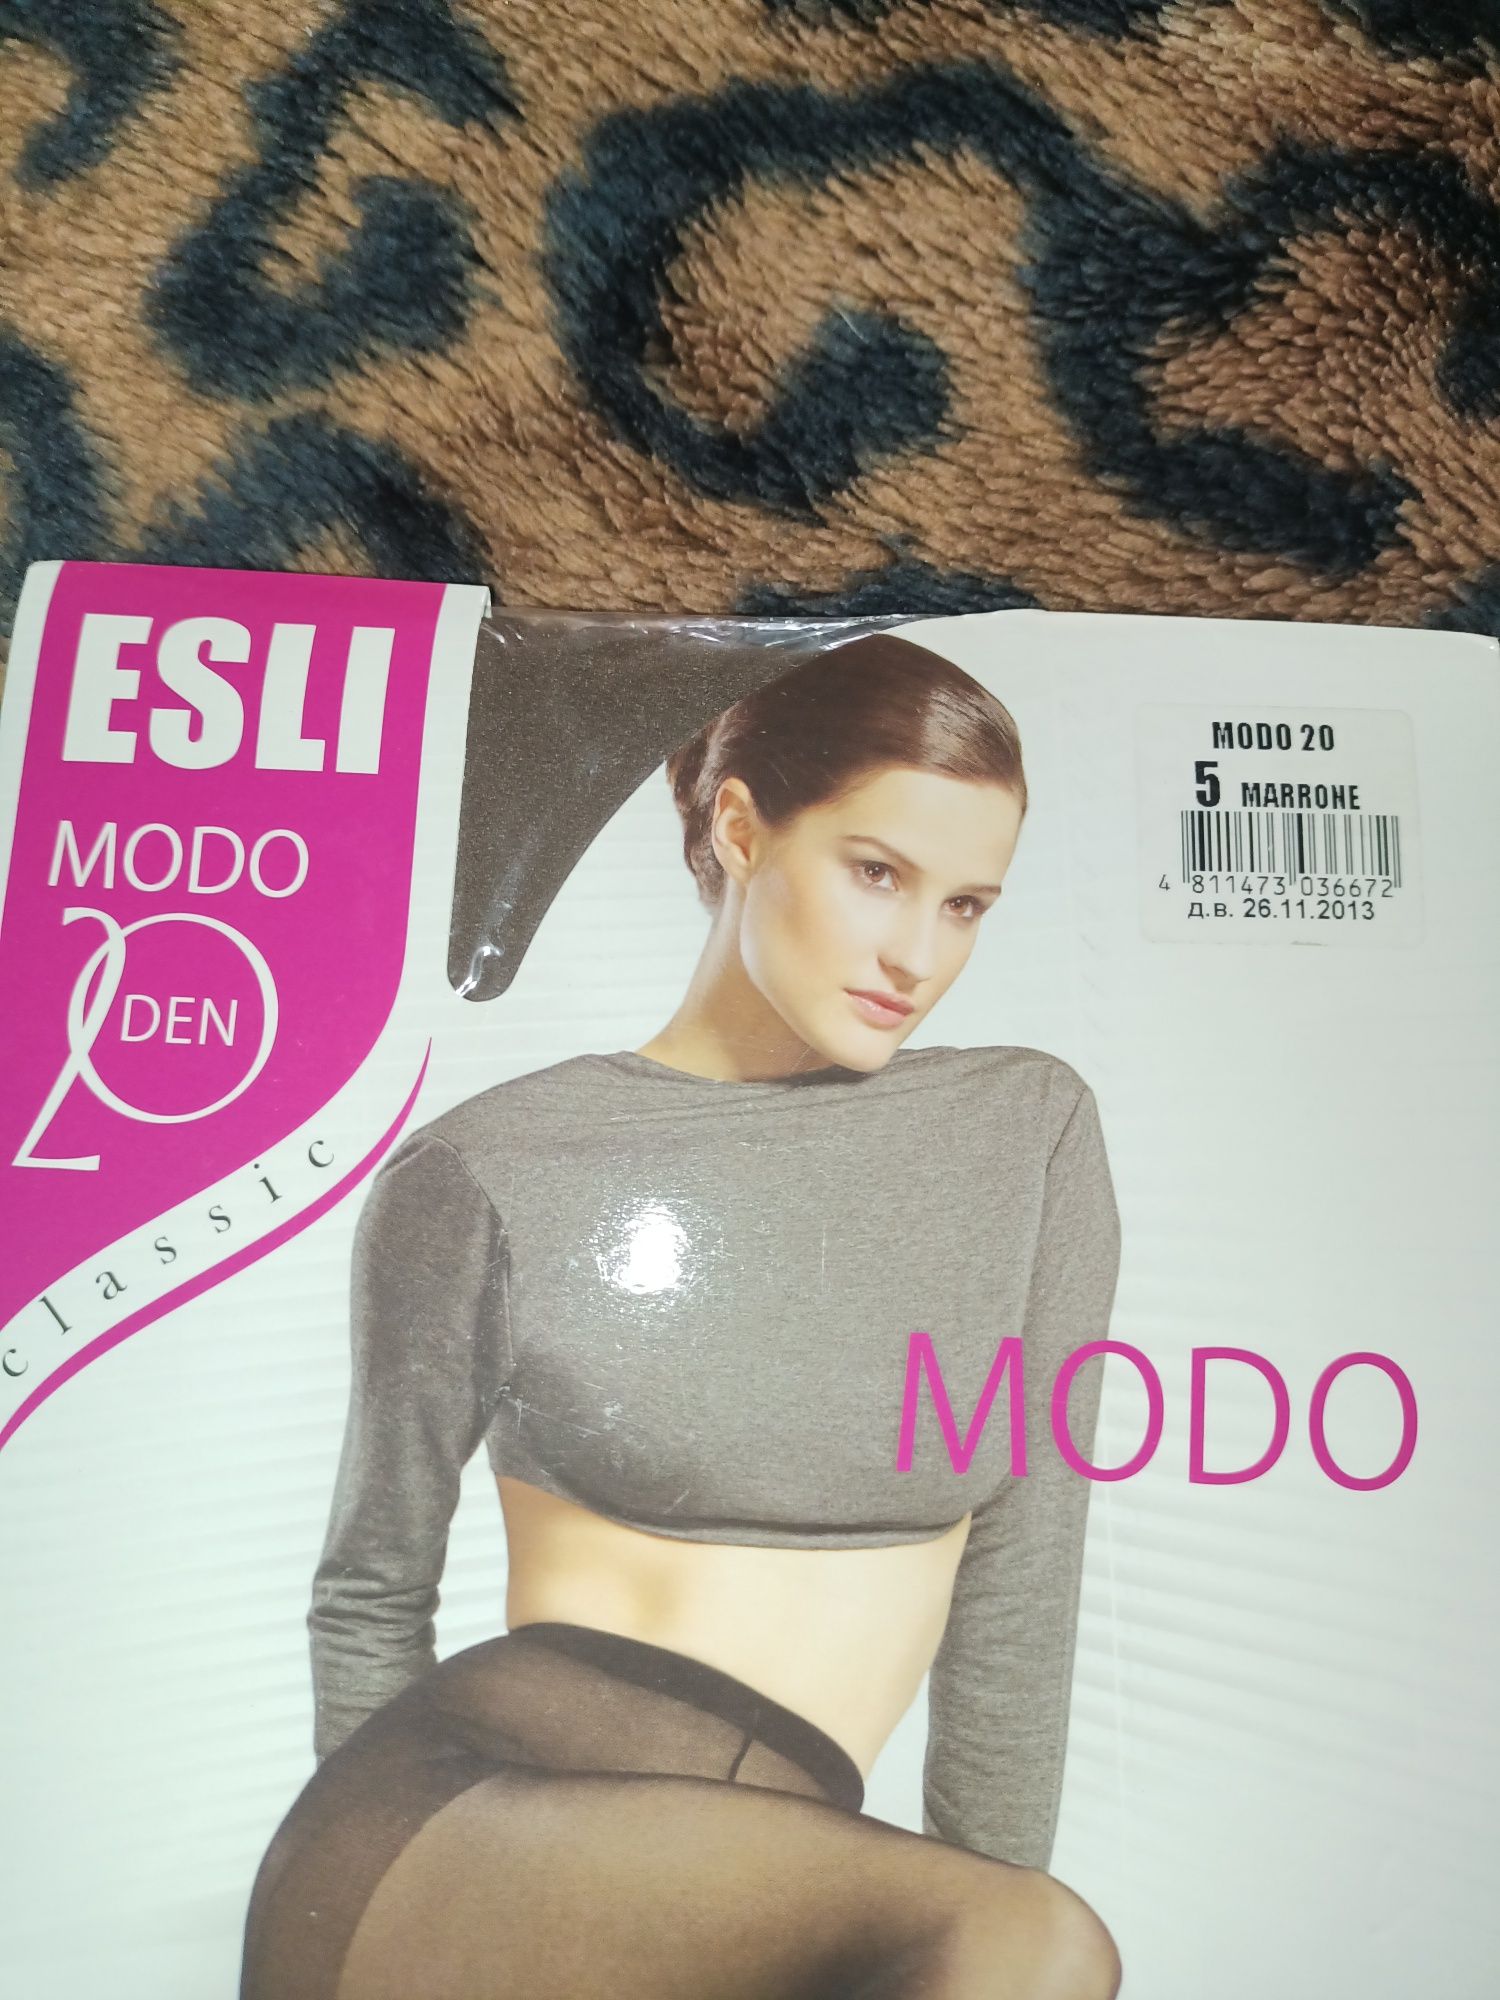 ESLI
MODO
20
DEN
classic
MODO 20
5 MARRONE
4 811473 036672
Д.В. 26.11.2013
MODO